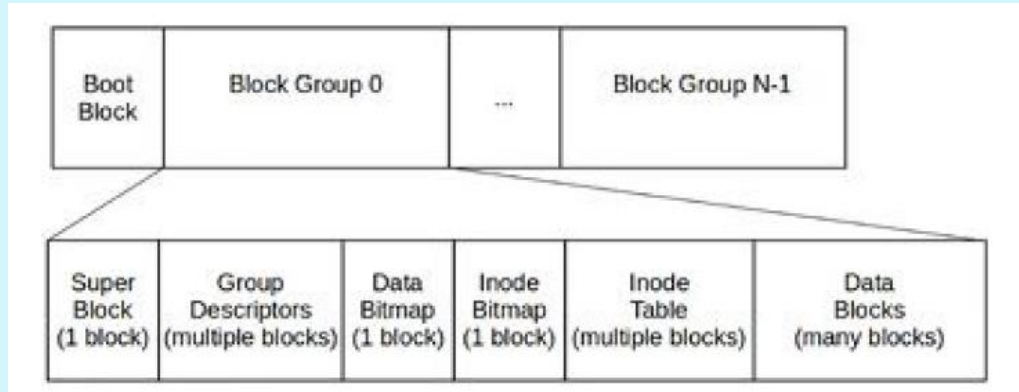 Boot
Block
Block Group 0
...
Block Group N-1
Super
Block
(1 block)
Group
Descriptors
(multiple blocks)
Data
Bitmap
(1 block)
Inode
Bitmap
(1 block)
Inode
Table
(multiple blocks)
Data
Blocks
(many blocks)